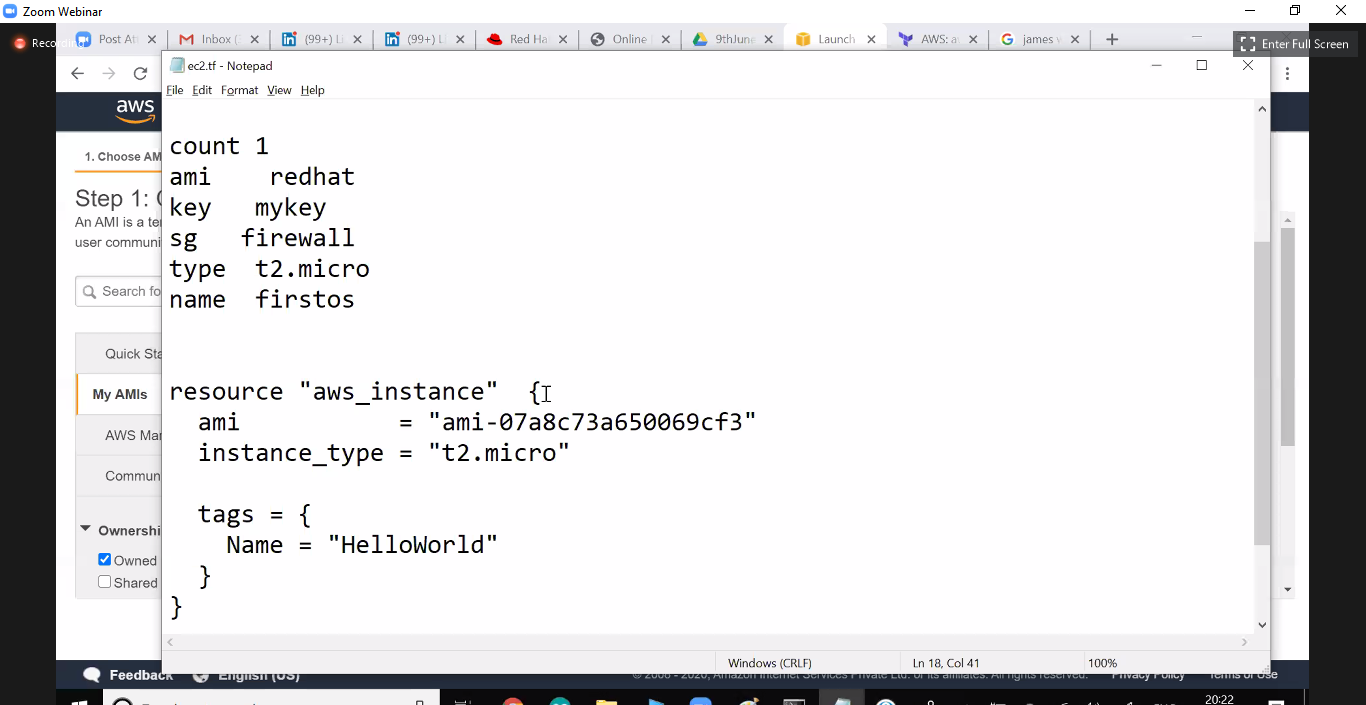 Zoom Webinar
Recording
Post At
Inbox (
(99+) Li
(99+) Li
Red Ha
Online
9thJune
Launch
AWS: a
james w
Enter Full Screen
ec2.tf - Notepad
File Edit Format View Help
aws
1. Choose AM
Step 1: C
An AMI is a te
user communi
Search fo
Quick Sta
My AMIs
AWS Mar
Commun
Ownershi
Owned
Shared
count 1
ami redhat
key mykey
sg firewall
type t2.micro
name firstos
resource "aws_instance" {
ami = "ami-07a8c73a650069cf3"
instance_type = "t2.micro"
tags = {
Name = "HelloWorld"
}
}
Windows (CRLF)
Ln 18, Col 41
100%
Feedback
English (US)
© 2008 - 2020, Amazon Internet Services Private Ltd. or its affiliates. All rights reserved.
Privacy Policy
Terms of Use
20:22